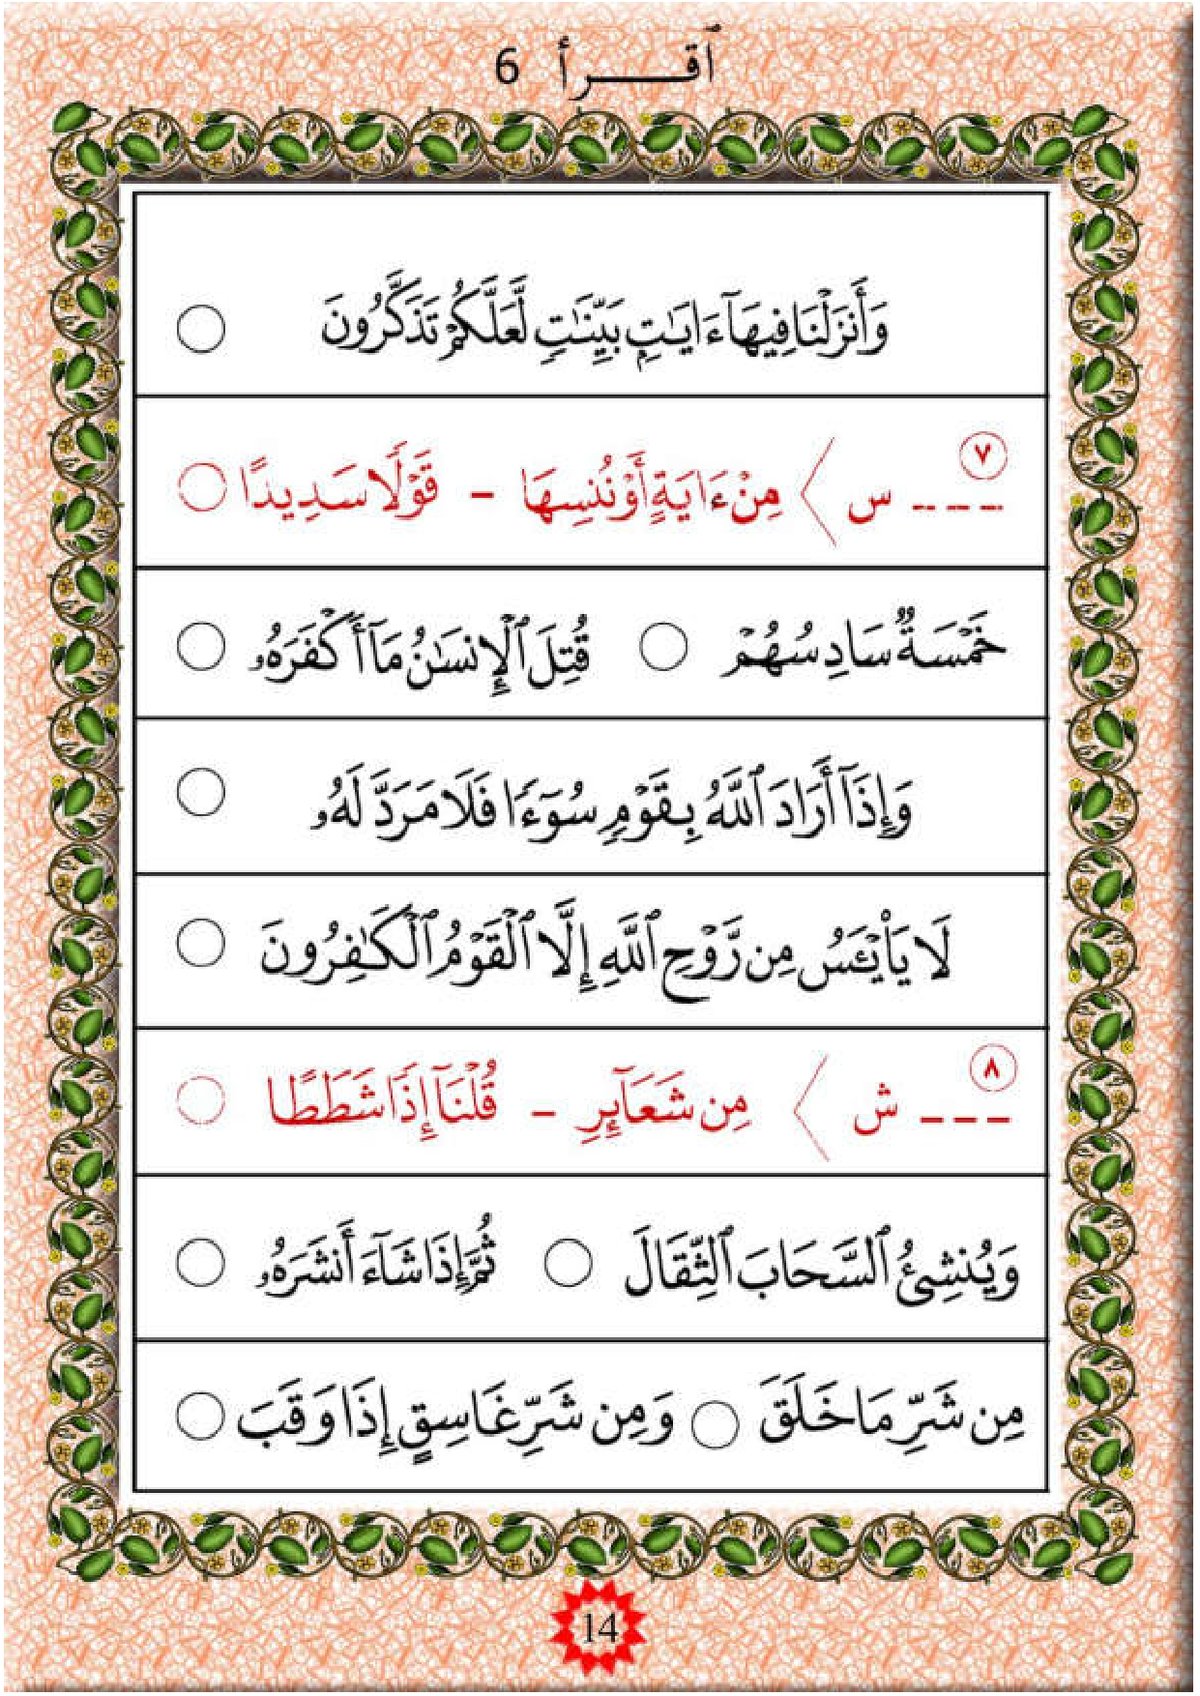 ٱقـــرأ 6
وَأَنزَلْنَا فِيهَآ ءَايَـٰتٍۭ بَيِّنَـٰتٍ لَّعَلَّكُمْ تَذَكَّرُونَ ○
٧ --- س 〈 مِنْ ءَايَةٍ أَوْ نُنسِهَا - قَوْلًا سَدِيدًا ○
خَمْسَةٌ سَادِسُهُمْ ○ قُتِلَ ٱلْإِنسَـٰنُ مَآ أَكْفَرَهُۥ ○
وَإِذَآ أَرَادَ ٱللَّهُ بِقَوْمٍ سُوٓءًا فَلَا مَرَدَّ لَهُۥ ○
لَا يَا۟يْـَٔسُ مِن رَّوْحِ ٱللَّهِ إِلَّا ٱلْقَوْمُ ٱلْكَـٰفِرُونَ ○
٨ --- ش 〈 مِن شَعَآئِرِ - قُلْنَآ إِذًا شَطَطًا ○
وَيُنشِئُ ٱلسَّحَابَ ٱلثِّقَالَ ○ ثُمَّ إِذَا شَآءَ أَنشَرَهُۥ ○
مِن شَرِّ مَا خَلَقَ ○ وَمِن شَرِّ غَاسِقٍ إِذَا وَقَبَ ○
14